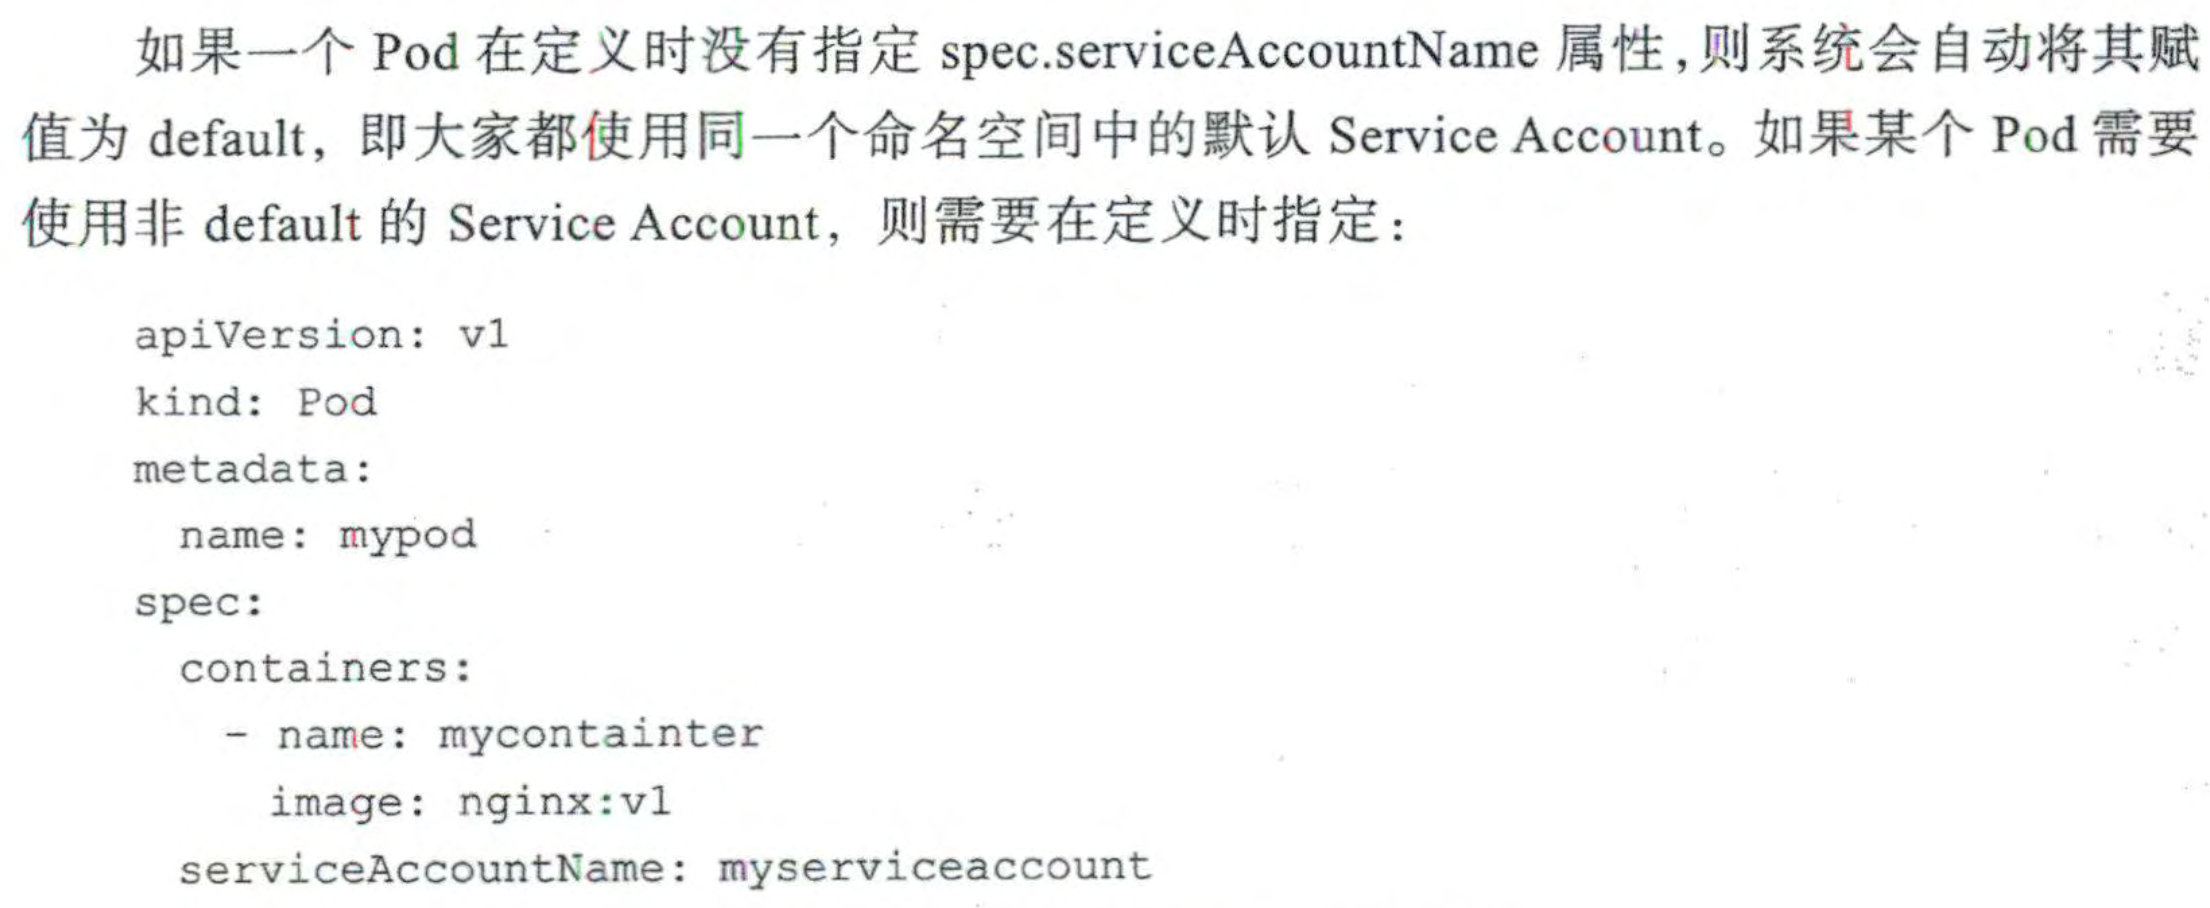 如果一个 Pod 在定义时没有指定 spec.serviceAccountName 属性,则系统会自动将其赋
值为 default，即大家都使用同一个命名空间中的默认 Service Account。如果某个 Pod 需要
使用非 default 的 Service Account，则需要在定义时指定：
apiVersion: v1
kind: Pod
metadata:
  name: mypod
spec:
  containers:
    - name: mycontainter
      image: nginx:v1
  serviceAccountName: myserviceaccount